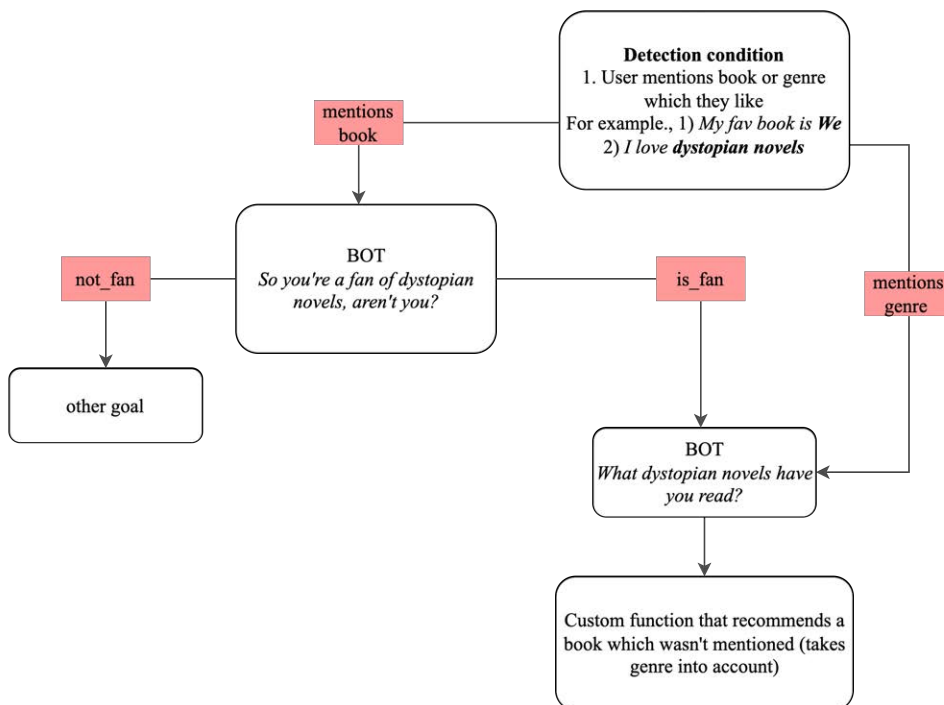 Detection condition
1. User mentions book or genre
which they like
For example., 1) My fav book is We
2) I love dystopian novels
mentions
book
BOT
So you're a fan of dystopian
novels, aren't you?
not_fan
is_fan
mentions
genre
other goal
BOT
What dystopian novels have
you read?
Custom function that recommends a
book which wasn't mentioned (takes
genre into account)